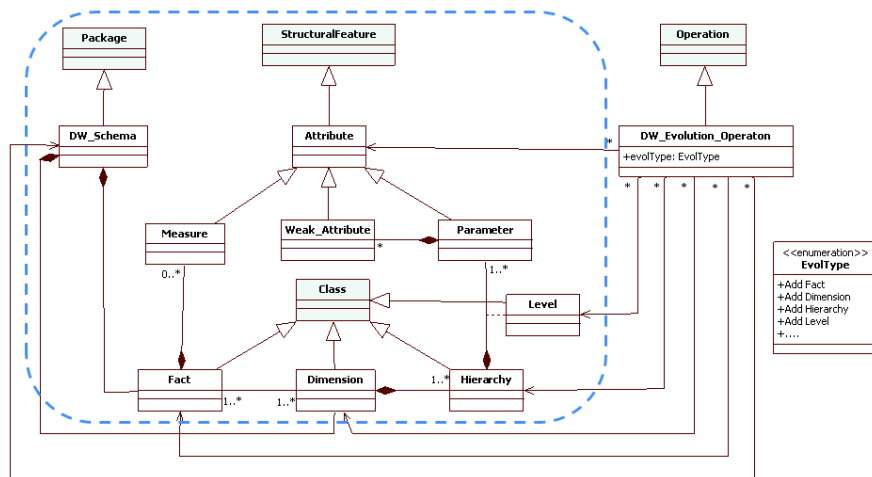 Package
StructuralFeature
Operation
DW_Schema
Attribute
*
DW_Evolution_Operaton
+evolType: EvolType
* * * * *
Measure
0..*
Weak_Attribute
*
Parameter
1..*
<<enumeration>>
EvolType
+Add Fact
+Add Dimension
+Add Hierarchy
+Add Level
+....
Class
Level
Fact
1..*
Dimension
1..*
Hierarchy
1..*